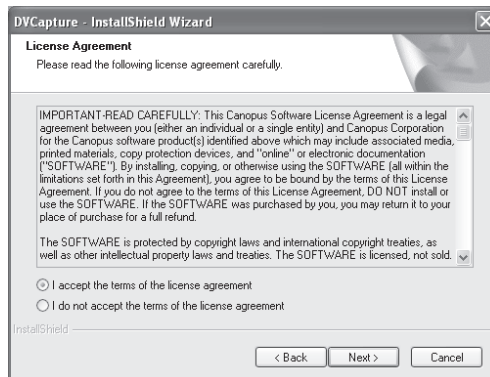 DVCapture - InstallShield Wizard
License Agreement
Please read the following license agreement carefully.
IMPORTANT-READ CAREFULLY: This Canopus Software License Agreement is a legal
agreement between you (either an individual or a single entity) and Canopus Corporation
for the Canopus software product(s) identified above which may include associated media,
printed materials, copy protection devices, and "online" or electronic documentation
("SOFTWARE"). By installing, copying, or otherwise using the SOFTWARE (all within the
limitations set forth in this Agreement), you agree to be bound by the terms of this License
Agreement. If you do not agree to the terms of this License Agreement, DO NOT install or
use the SOFTWARE. If the SOFTWARE was purchased by you, you may return it to your
place of purchase for a full refund.
The SOFTWARE is protected by copyright laws and international copyright treaties, as
well as other intellectual property laws and treaties. The SOFTWARE is licensed, not sold.
I accept the terms of the license agreement
I do not accept the terms of the license agreement
InstallShield
< Back
Next >
Cancel